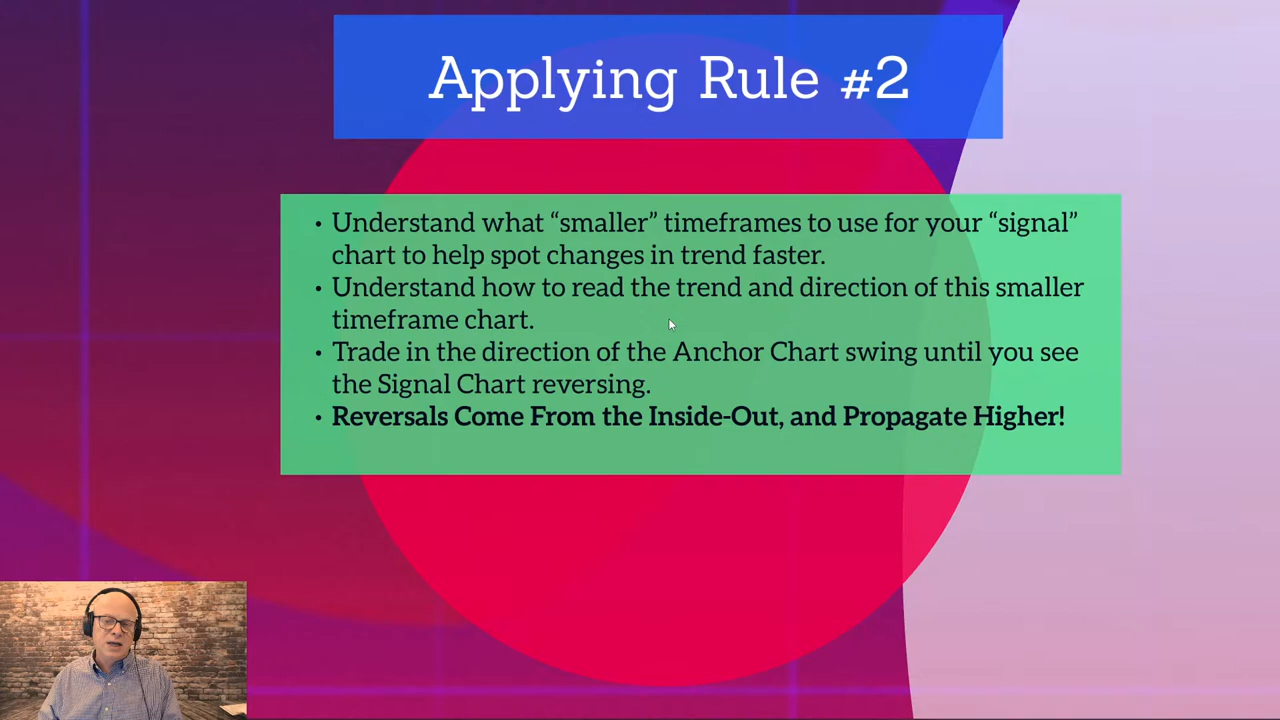 Applying Rule #2
• Understand what “smaller” timeframes to use for your “signal”
chart to help spot changes in trend faster.
• Understand how to read the trend and direction of this smaller
timeframe chart.
• Trade in the direction of the Anchor Chart swing until you see
the Signal Chart reversing.
• Reversals Come From the Inside-Out, and Propagate Higher!